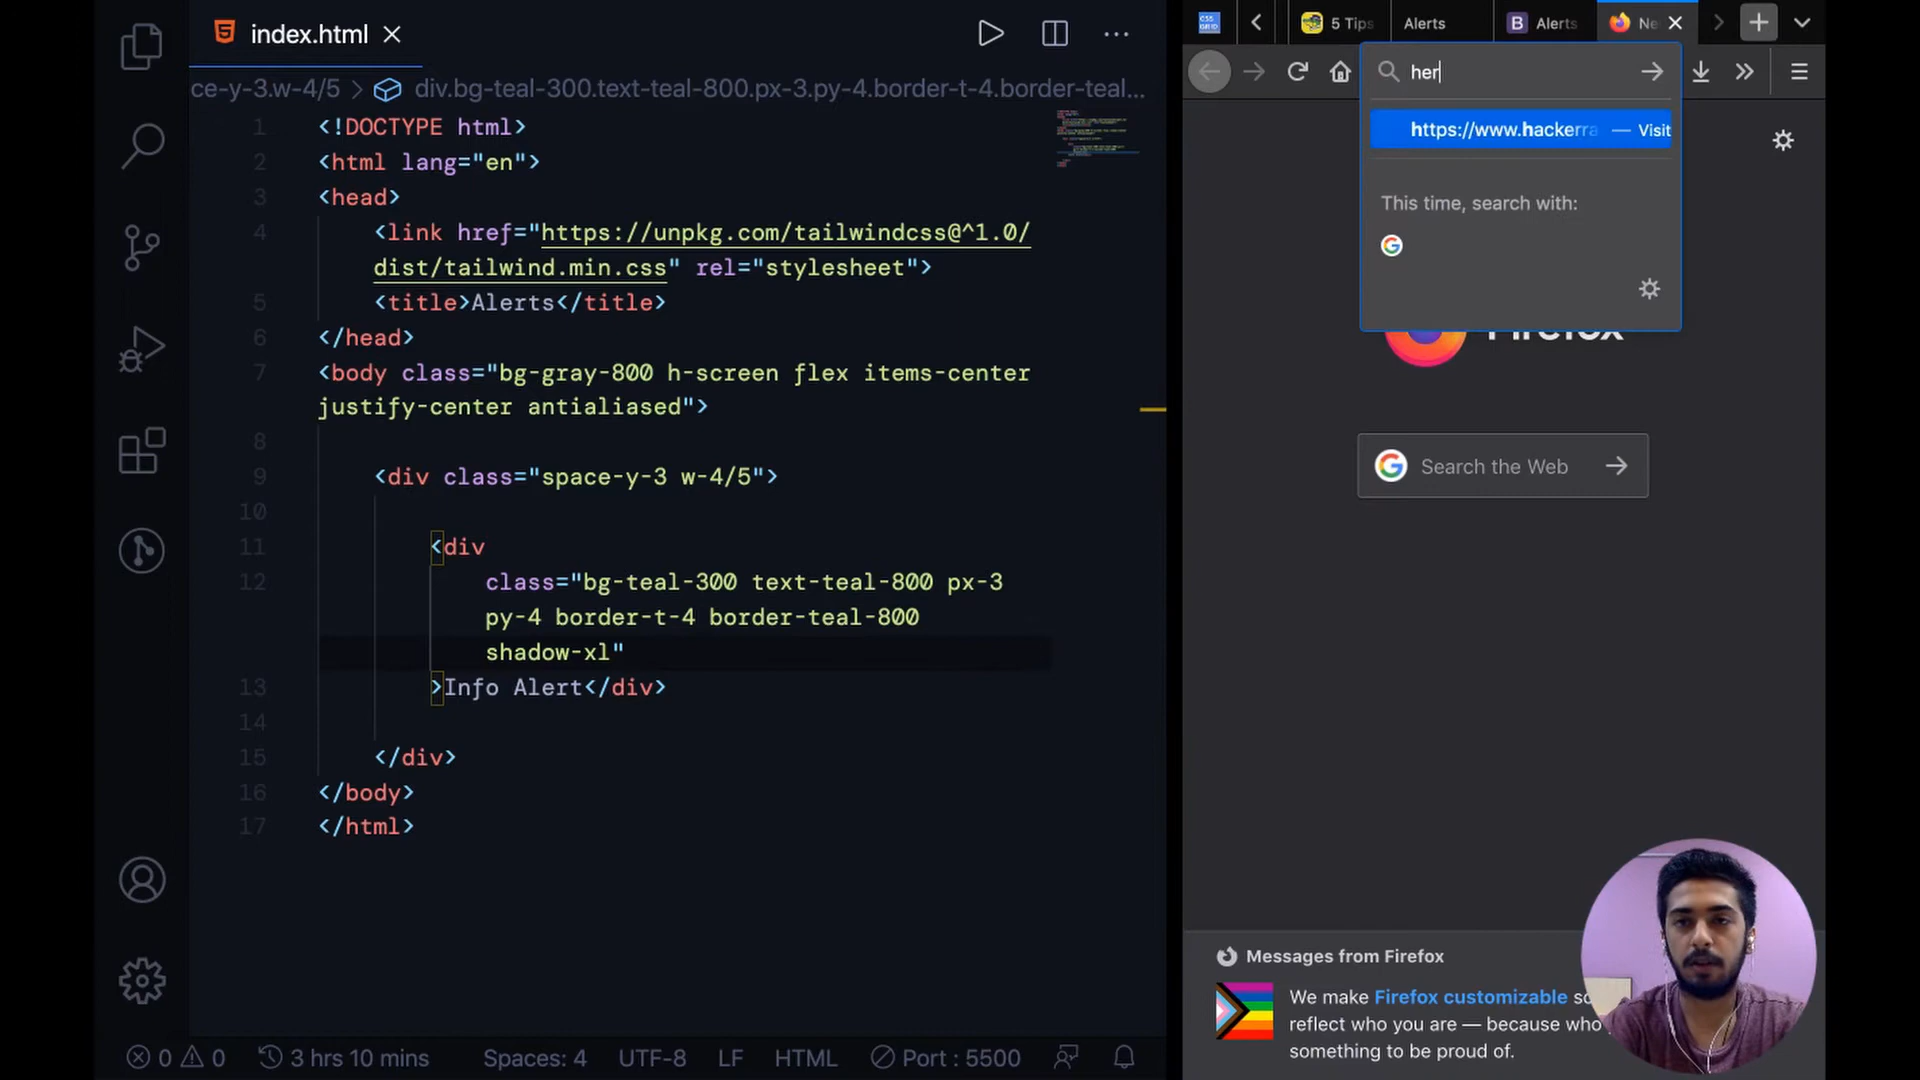 index.html
ce-y-3.w-4/5 > div.bg-teal-300.text-teal-800.px-3.py-4.border-t-4.border-teal...
1 <!DOCTYPE html>
2 <html lang="en">
3 <head>
4 <link href="https://unpkg.com/tailwindcss@^1.0/
dist/tailwind.min.css" rel="stylesheet">
5 <title>Alerts</title>
6 </head>
7 <body class="bg-gray-800 h-screen flex items-center
justify-center antialiased">
8
9 <div class="space-y-3 w-4/5">
10
11 <div
12 class="bg-teal-300 text-teal-800 px-3
py-4 border-t-4 border-teal-800
shadow-xl"
13 >Info Alert</div>
14
15 </div>
16 </body>
17 </html>
0 0 3 hrs 10 mins Spaces: 4 UTF-8 LF HTML Port : 5500
CSS GRID 5 Tips Alerts B Alerts Ne
her
https://www.hackerra — Visit
This time, search with:
Firefox
Search the Web
Messages from Firefox
We make Firefox customizable so
reflect who you are — because who
something to be proud of.